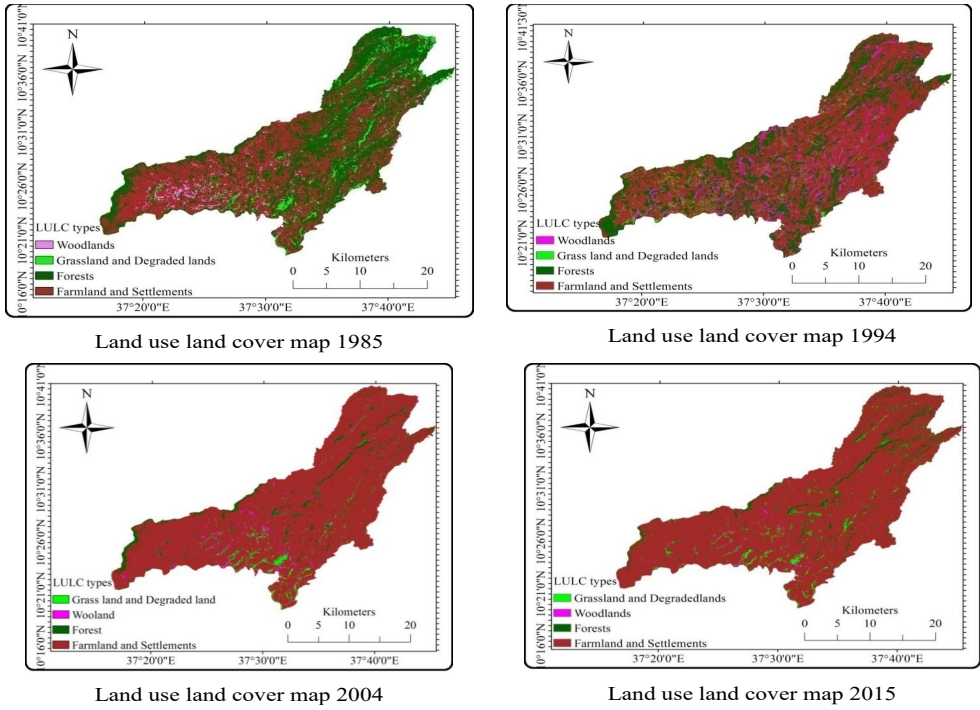 10°41'0"N
10°36'0"N
10°31'0"N
10°26'0"N
10°21'0"N
10°16'0"N
N
LULC types
Woodlands
Grassland and Degraded lands
Forests
Farmland and Settlements
Kilometers
0 5 10 20
37°20'0"E 37°30'0"E 37°40'0"E
Land use land cover map 1985
10°41'30"N
10°36'0"N
10°31'0"N
10°26'0"N
10°21'0"N
N
LULC types
Woodlands
Grassland and Degraded lands
Forests
Farmland and Settlements
Kilometers
0 5 10 20
37°20'0"E 37°30'0"E 37°40'0"E
Land use land cover map 1994
10°41'0"N
10°36'0"N
10°31'0"N
10°26'0"N
10°21'0"N
10°16'0"N
N
LULC types
Grass land and Degraded land
Wooland
Forest
Farmland and Settlements
Kilometers
0 5 10 20
37°20'0"E 37°30'0"E 37°40'0"E
Land use land cover map 2004
10°41'0"N
10°36'0"N
10°31'0"N
10°26'0"N
10°21'0"N
10°16'0"N
N
LULC types
Grassland and Degradedlands
Woodlands
Forests
Farmland and Settlements
Kilometers
0 5 10 20
37°20'0"E 37°30'0"E 37°40'0"E
Land use land cover map 2015